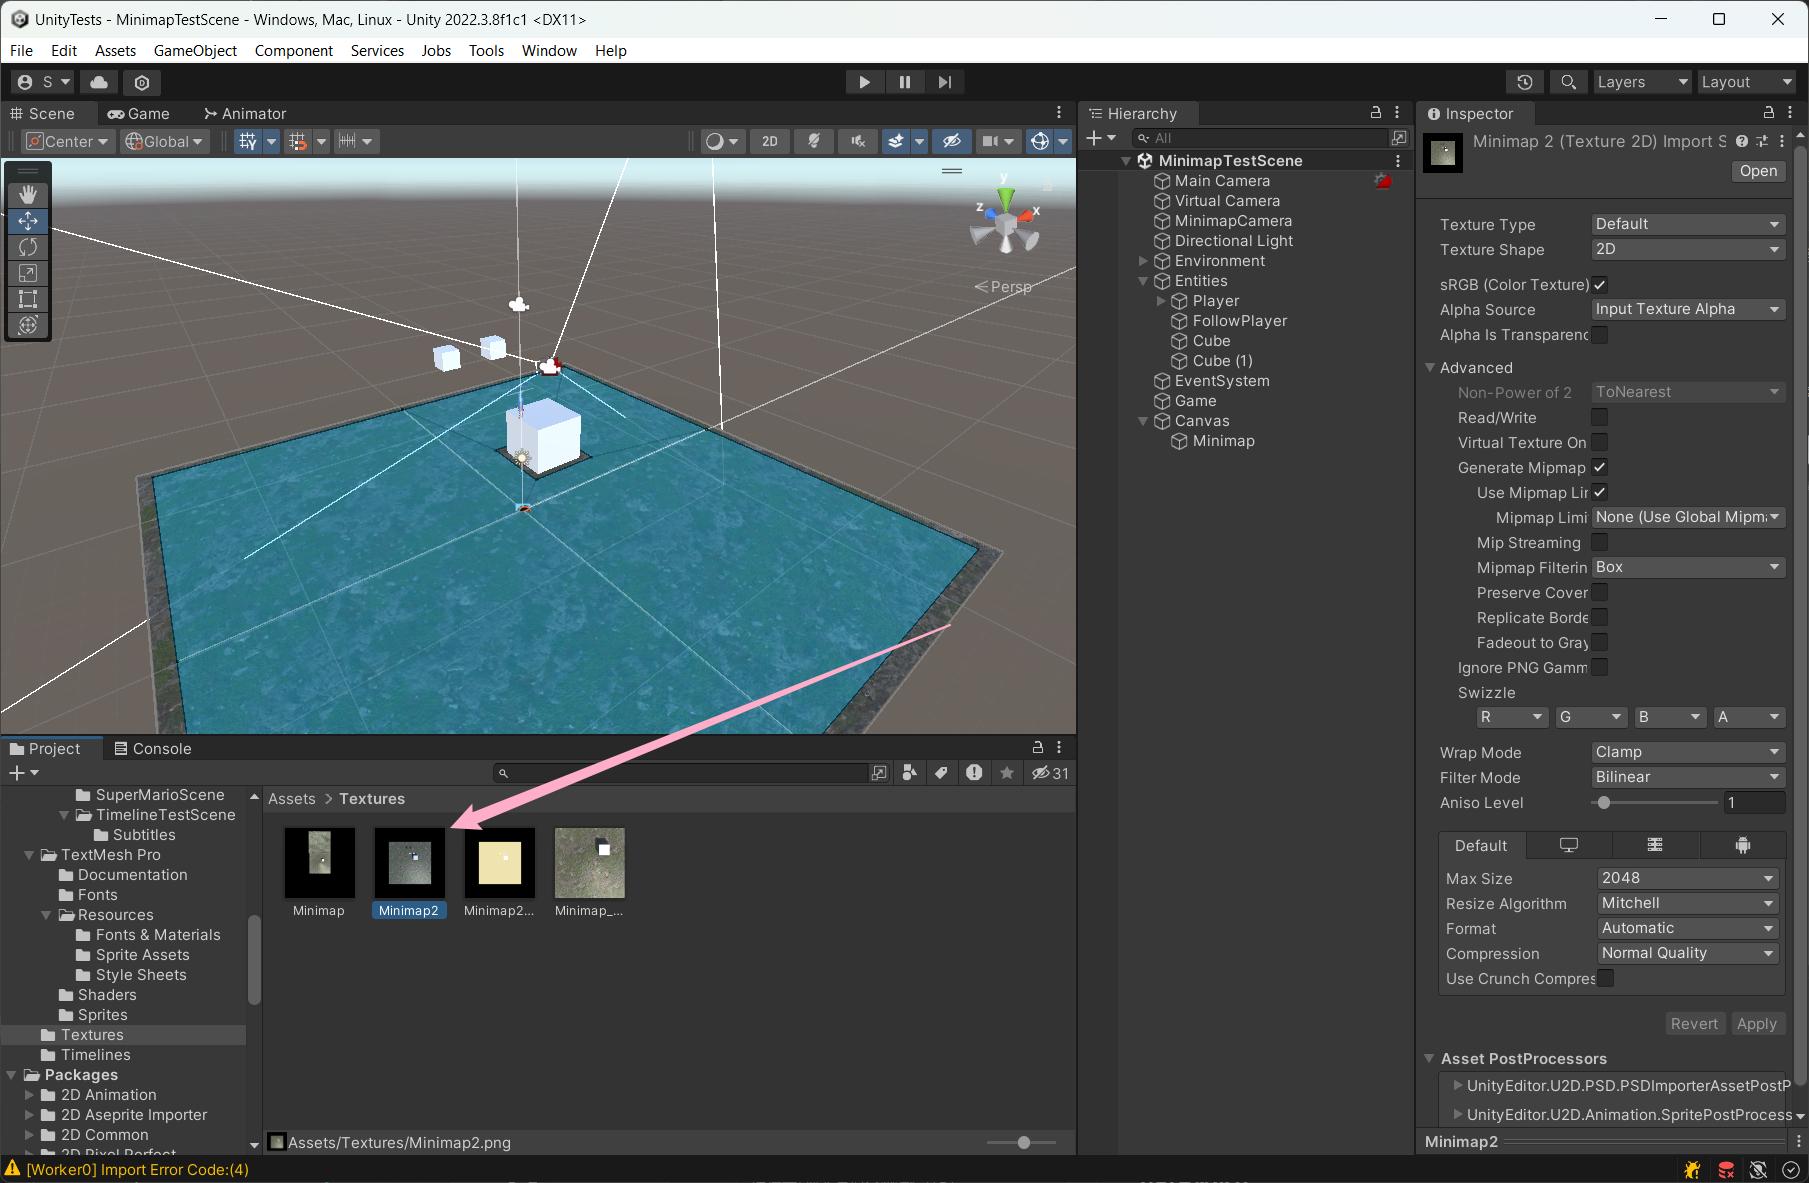 UnityTests - MinimapTestScene - Windows, Mac, Linux - Unity 2022.3.8f1c1 <DX11>
File Edit Assets GameObject Component Services Jobs Tools Window Help
S Layers Layout
Scene Game Animator
Center Global 2D
y
z x
Persp
Hierarchy
All
MinimapTestScene
Main Camera
Virtual Camera
MinimapCamera
Directional Light
Environment
Entities
Player
FollowPlayer
Cube
Cube (1)
EventSystem
Game
Canvas
Minimap
Inspector
Minimap 2 (Texture 2D) Import S
Open
Texture Type Default
Texture Shape 2D
sRGB (Color Texture)
Alpha Source Input Texture Alpha
Alpha Is Transparenc
Advanced
Non-Power of 2 ToNearest
Read/Write
Virtual Texture On
Generate Mipmap
Use Mipmap Lir
Mipmap Limi None (Use Global Mipma
Mip Streaming
Mipmap Filterin Box
Preserve Cover
Replicate Borde
Fadeout to Gray
Ignore PNG Gamm
Swizzle
R G B A
Wrap Mode Clamp
Filter Mode Bilinear
Aniso Level 1
Default
Max Size 2048
Resize Algorithm Mitchell
Format Automatic
Compression Normal Quality
Use Crunch Compres
Revert Apply
Asset PostProcessors
UnityEditor.U2D.PSD.PSDImporterAssetPostP
UnityEditor.U2D.Animation.SpritePostProcess
Minimap2
Project Console
31
SuperMarioScene
TimelineTestScene
Subtitles
TextMesh Pro
Documentation
Fonts
Resources
Fonts & Materials
Sprite Assets
Style Sheets
Shaders
Sprites
Textures
Timelines
Packages
2D Animation
2D Aseprite Importer
2D Common
2D Pixel Perfect
Assets > Textures
Minimap Minimap2 Minimap2... Minimap_...
Assets/Textures/Minimap2.png
[Worker0] Import Error Code:(4)